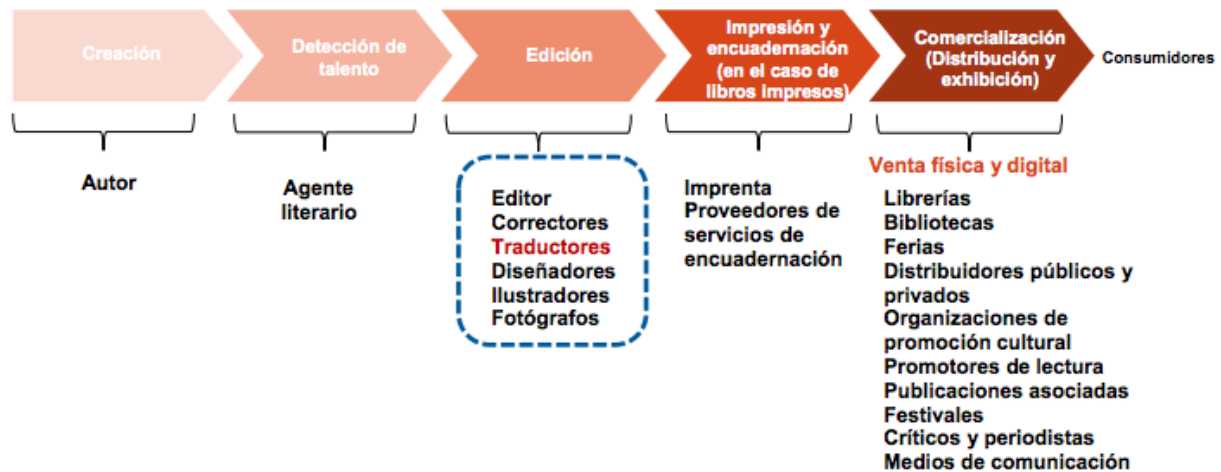 Creación
Detección de
talento
Edición
Impresión y
encuadernación
(en el caso de
libros impresos)
Comercialización
(Distribución y
exhibición)
Consumidores
Autor
Agente
literario
Editor
Correctores
Traductores
Diseñadores
Ilustradores
Fotógrafos
Imprenta
Proveedores de
servicios de
encuadernación
Venta física y digital
Librerías
Bibliotecas
Ferias
Distribuidores públicos y
privados
Organizaciones de
promoción cultural
Promotores de lectura
Publicaciones asociadas
Festivales
Críticos y periodistas
Medios de comunicación